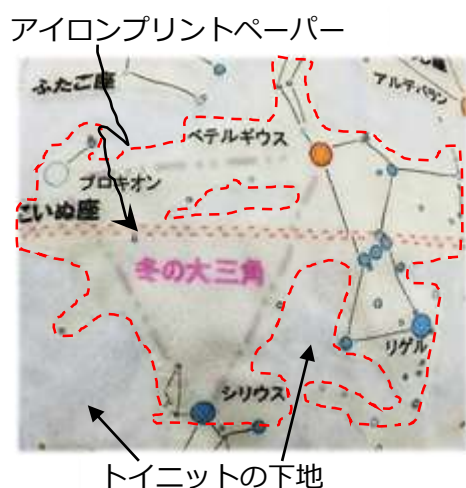 アイロンプリントペーパー
ふたご座
アルデバラン
ベテルギウス
プロキオン
こいぬ座
冬の大三角
リゲル
シリウス
トイニットの下地